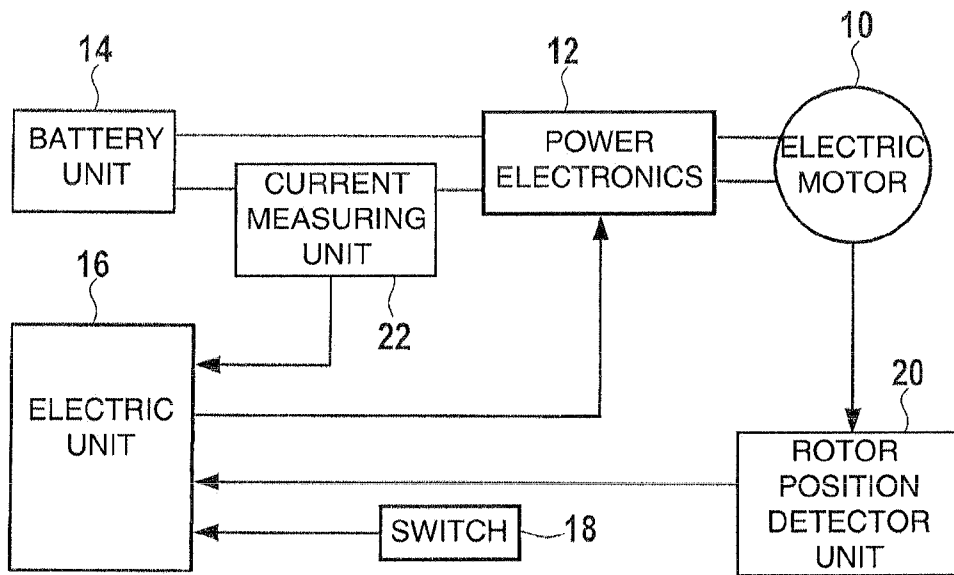 14
12
10
BATTERY
UNIT
POWER
ELECTRONICS
ELECTRIC
MOTOR
CURRENT
MEASURING
UNIT
16
22
20
ELECTRIC
UNIT
ROTOR
POSITION
DETECTOR
UNIT
SWITCH
18